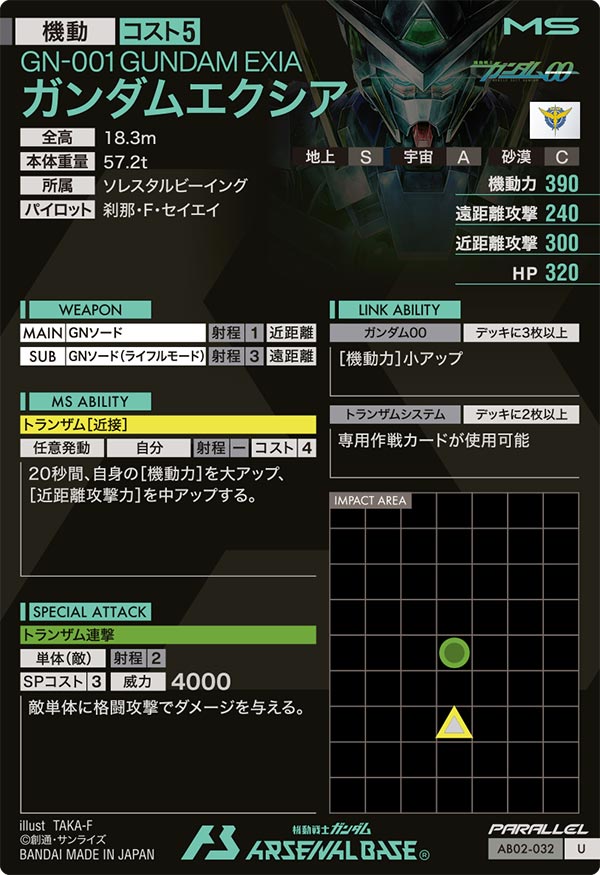 機動 コスト5 MS
GN-001 GUNDAM EXIA
ガンダムエクシア
機動戦士ガンダム00
全高 18.3m
本体重量 57.2t
所属 ソレスタルビーイング
パイロット 刹那・F・セイエイ
地上 S 宇宙 A 砂漠 C
機動力 390
遠距離攻撃 240
近距離攻撃 300
HP 320
WEAPON
MAIN GNソード 射程 1 近距離
SUB GNソード(ライフルモード) 射程 3 遠距離
MS ABILITY
トランザム[近接]
任意発動 自分 射程 ー コスト 4
20秒間、自身の[機動力]を大アップ、
[近距離攻撃力]を中アップする。
SPECIAL ATTACK
トランザム連撃
単体(敵) 射程 2
SPコスト 3 威力 4000
敵単体に格闘攻撃でダメージを与える。
LINK ABILITY
ガンダム00 デッキに3枚以上
[機動力]小アップ
トランザムシステム デッキに2枚以上
専用作戦カードが使用可能
IMPACT AREA
illust TAKA-F
©創通・サンライズ
BANDAI MADE IN JAPAN
機動戦士ガンダム
ARSENAL BASE®
PARALLEL
AB02-032 U